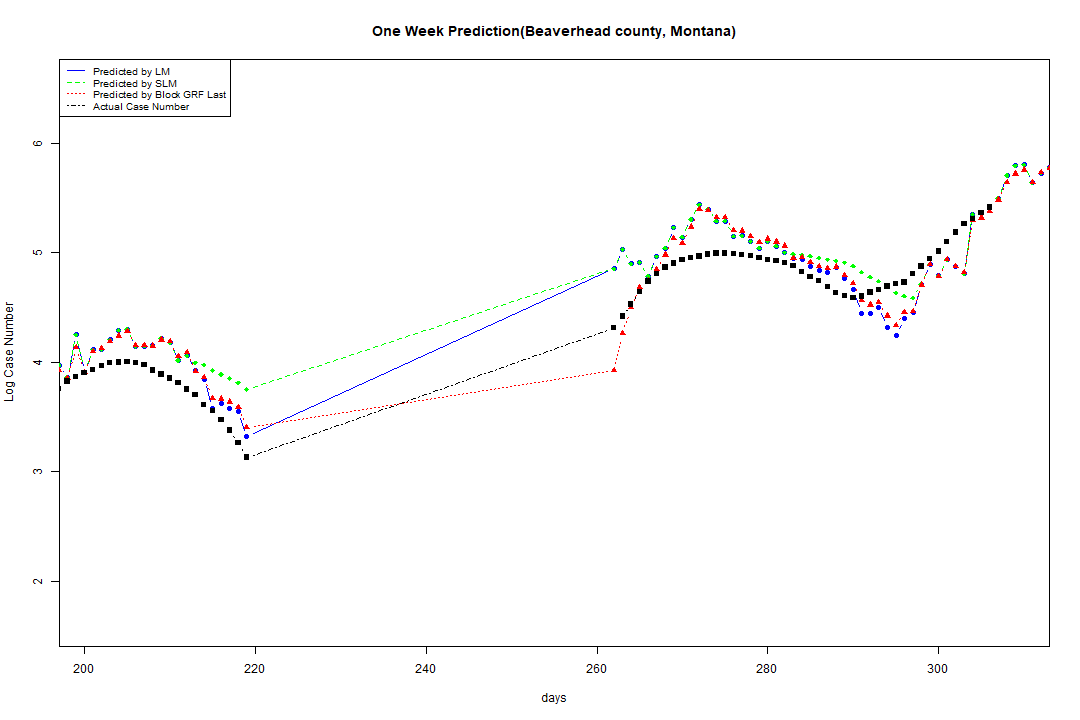 One Week Prediction(Beaverhead county, Montana)
Predicted by LM
Predicted by SLM
Predicted by Block GRF Last
Actual Case Number
6
5
4
3
2
Log Case Number
200 220 240 260 280 300
days